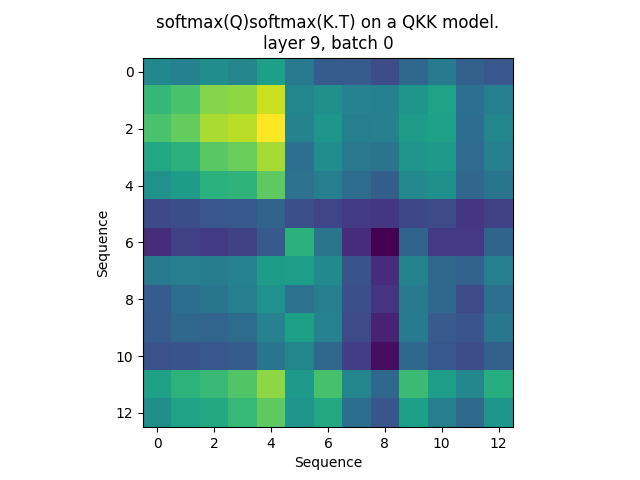 softmax(Q)softmax(K.T) on a QKK model.
layer 9, batch 0
0
2
4
6
8
10
12
Sequence
0 2 4 6 8 10 12
Sequence